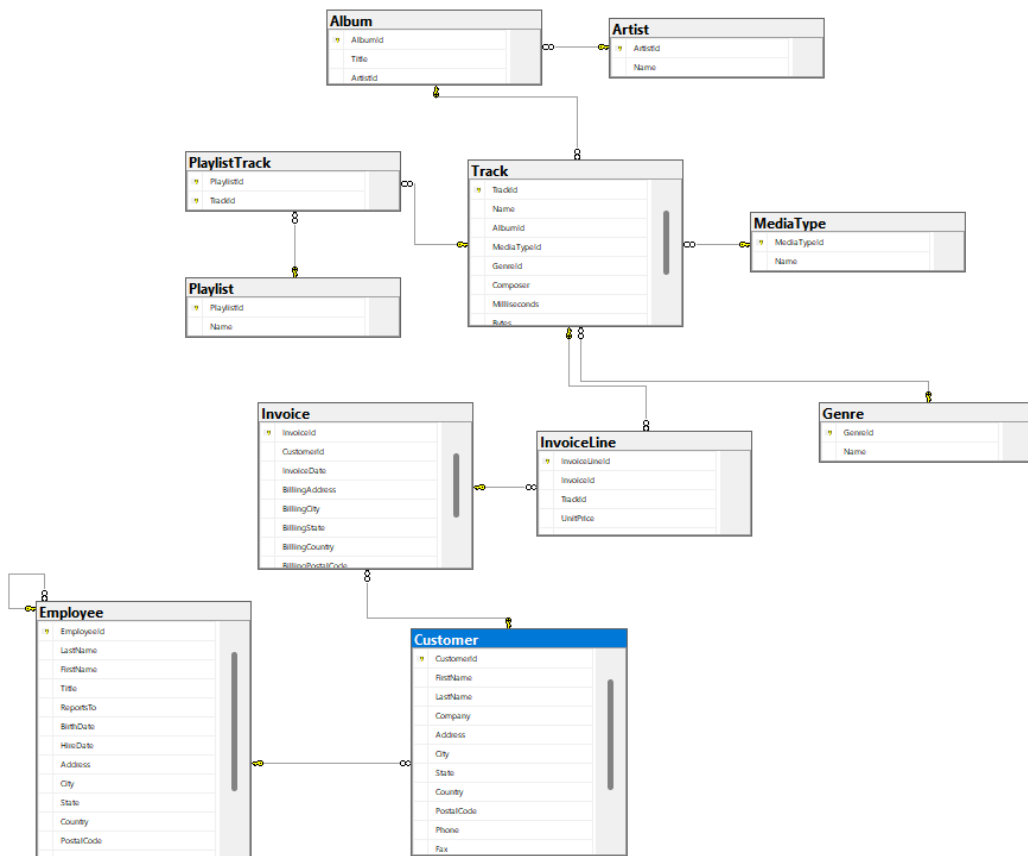 Album
AlbumId
Title
ArtistId
Artist
ArtistId
Name
PlaylistTrack
PlaylistId
TrackId
Track
TrackId
Name
AlbumId
MediaTypeId
GenreId
Composer
Milliseconds
Bytes
MediaType
MediaTypeId
Name
Playlist
PlaylistId
Name
Invoice
InvoiceId
CustomerId
InvoiceDate
BillingAddress
BillingCity
BillingState
BillingCountry
BillingPostalCode
InvoiceLine
InvoiceLineId
InvoiceId
TrackId
UnitPrice
Genre
GenreId
Name
Employee
EmployeeId
LastName
FirstName
Title
ReportsTo
BirthDate
HireDate
Address
City
State
Country
PostalCode
Customer
CustomerId
FirstName
LastName
Company
Address
City
State
Country
PostalCode
Phone
Fax